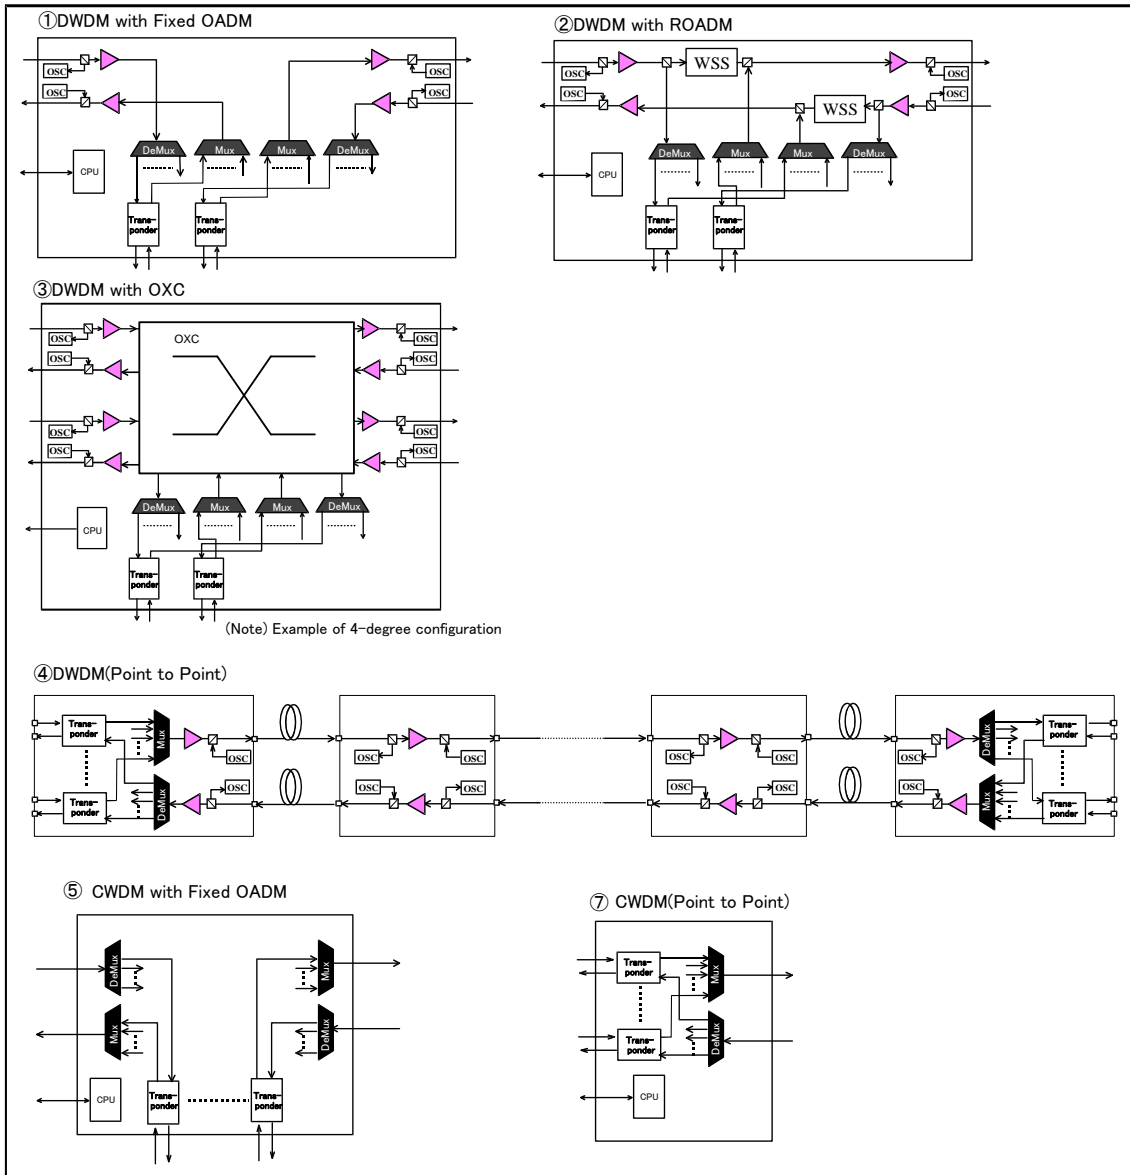 ①DWDM with Fixed OADM
OSC
OSC
OSC
OSC
DeMux
Mux
Mux
DeMux
CPU
Trans-
ponder
Trans-
ponder
②DWDM with ROADM
OSC
WSS
OSC
OSC
WSS
OSC
DeMux
Mux
Mux
DeMux
CPU
Trans-
ponder
Trans-
ponder
③DWDM with OXC
OXC
OSC
OSC
OSC
OSC
OSC
OSC
OSC
OSC
DeMux
Mux
Mux
DeMux
CPU
Trans-
ponder
Trans-
ponder
(Note) Example of 4-degree configuration
④DWDM(Point to Point)
Trans-
ponder
Mux
OSC
Trans-
ponder
DeMux
OSC
OSC
OSC
OSC
OSC
OSC
OSC
OSC
OSC
OSC
DeMux
Trans-
ponder
OSC
Mux
Trans-
ponder
⑤ CWDM with Fixed OADM
DeMux
Mux
Mux
DeMux
CPU
Trans-
ponder
Trans-
ponder
⑦ CWDM(Point to Point)
Trans-
ponder
Mux
Trans-
ponder
DeMux
CPU